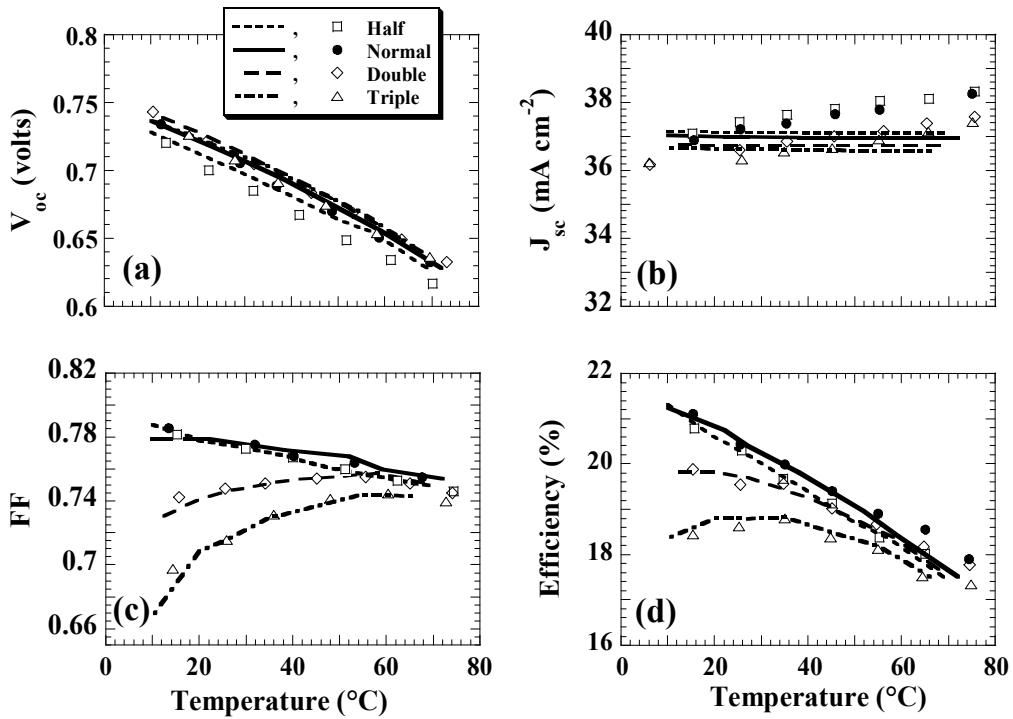 , Half
, Normal
, Double
, Triple
0.8
0.75
0.7
0.65
0.6
V_oc (volts)
(a)
40
38
36
34
32
J_sc (mA cm^-2)
(b)
0.82
0.78
0.74
0.7
0.66
FF
(c)
0 20 40 60 80
Temperature (°C)
22
20
18
16
Efficiency (%)
(d)
0 20 40 60 80
Temperature (°C)